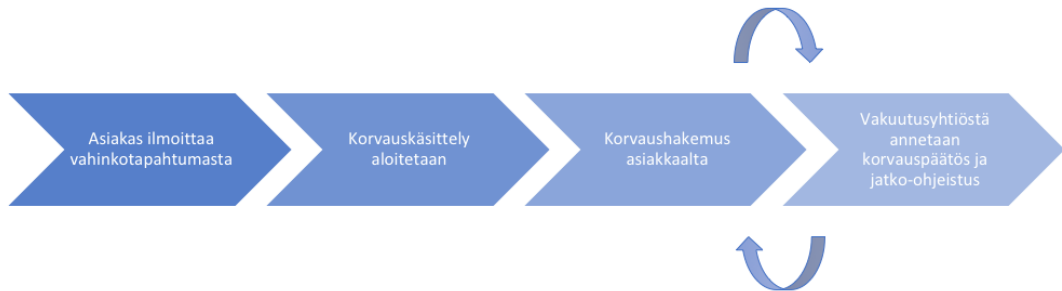 Asiakas ilmoittaa
vahinkotapahtumasta
Korvauskäsittely
aloitetaan
Korvaushakemus
asiakkaalta
Vakuutusyhtiöstä
annetaan
korvauspäätös ja
jatko-ohjeistus